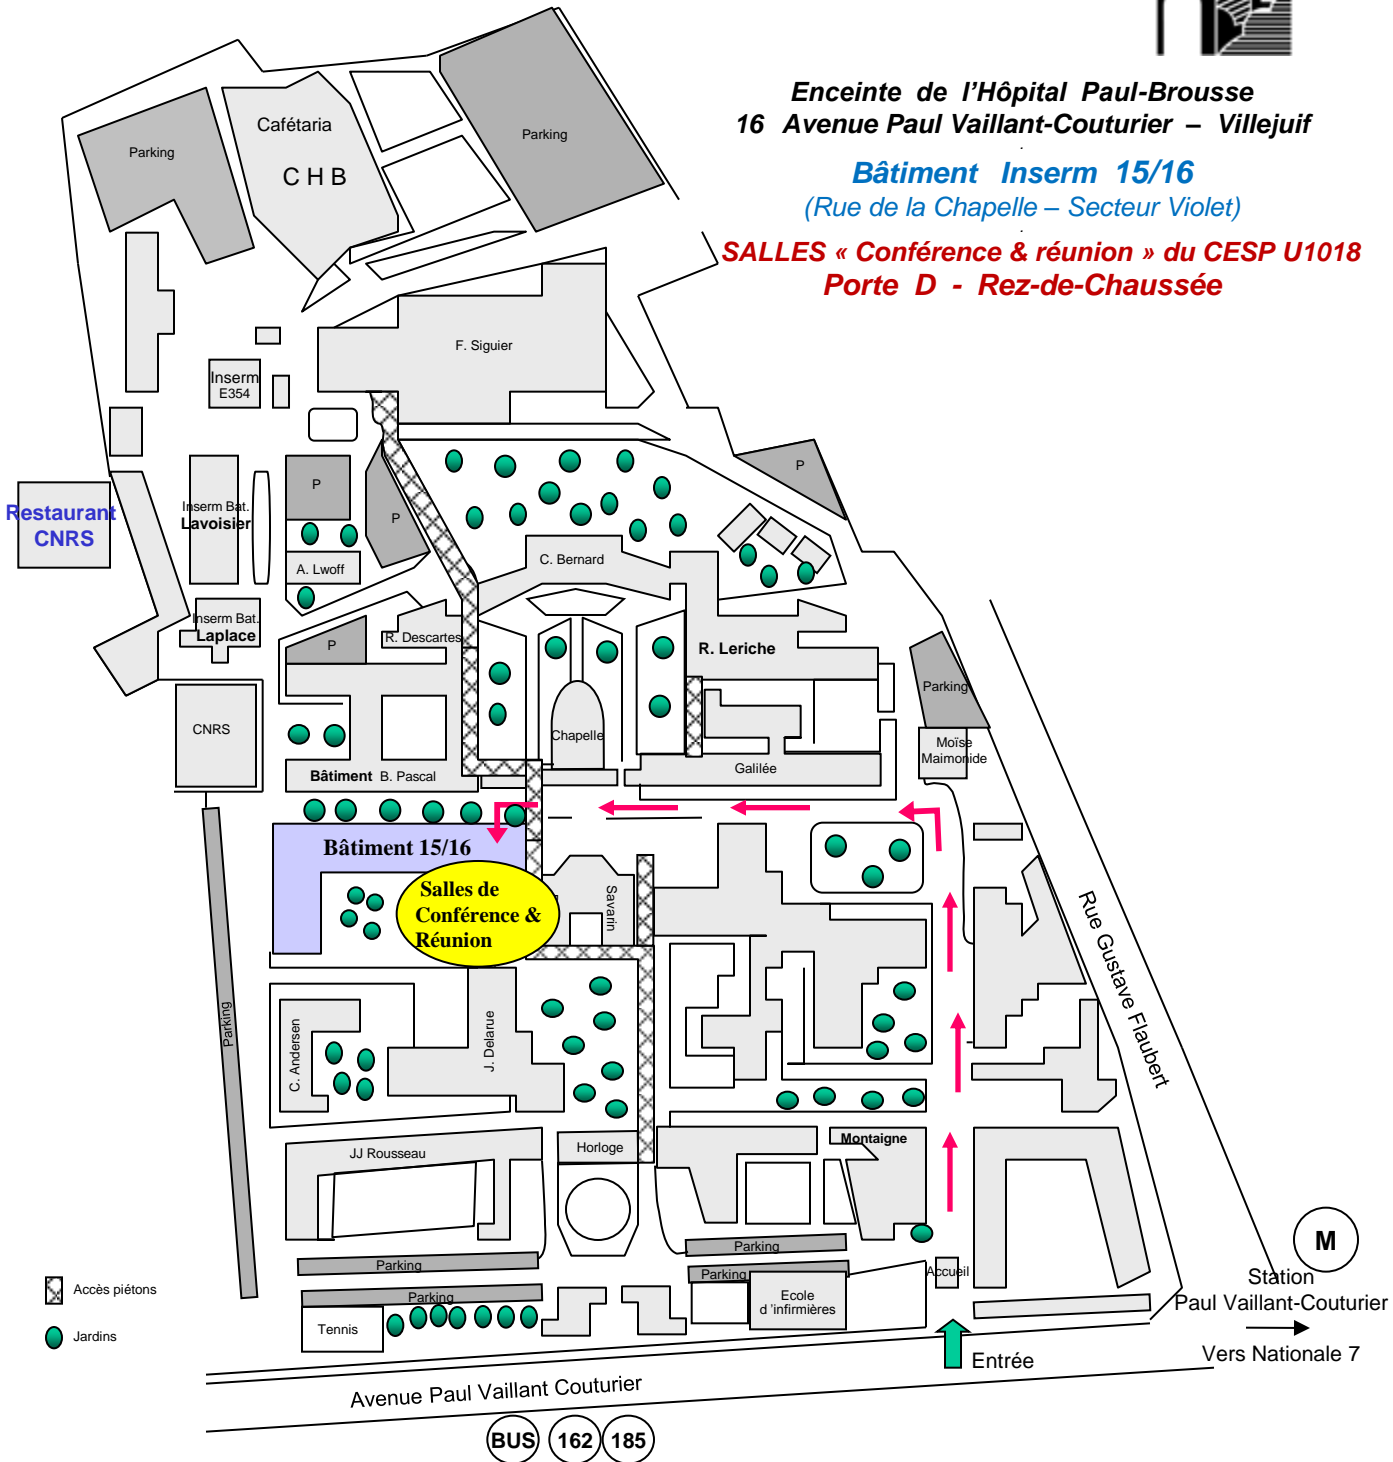 Enceinte de l'Hôpital Paul-Brousse
16 Avenue Paul Vaillant-Couturier – Villejuif
Bâtiment Inserm 15/16
(Rue de la Chapelle – Secteur Violet)
SALLES « Conférence & réunion » du CESP U1018
Porte D - Rez-de-Chaussée
Parking
Cafétaria
C H B
Parking
F. Siguier
Inserm
E354
Restaurant
CNRS
Inserm Bat.
Lavoisier
P
P
P
A. Lwoff
C. Bernard
Inserm Bat.
Laplace
P
R. Descartes
R. Leriche
Parking
CNRS
Chapelle
Moïse
Maimonide
Bâtiment B. Pascal
Galilée
Bâtiment 15/16
Salles de
Conférence &
Réunion
Savarin
Rue Gustave Flaubert
Parking
C. Andersen
J. Delarue
JJ Rousseau
Horloge
Montaigne
Parking
Parking
Parking
Parking
Accueil
Ecole
d 'infirmières
Tennis
Accès piétons
Jardins
M
Station
Paul Vaillant-Couturier
Vers Nationale 7
Entrée
Avenue Paul Vaillant Couturier
BUS 162 185